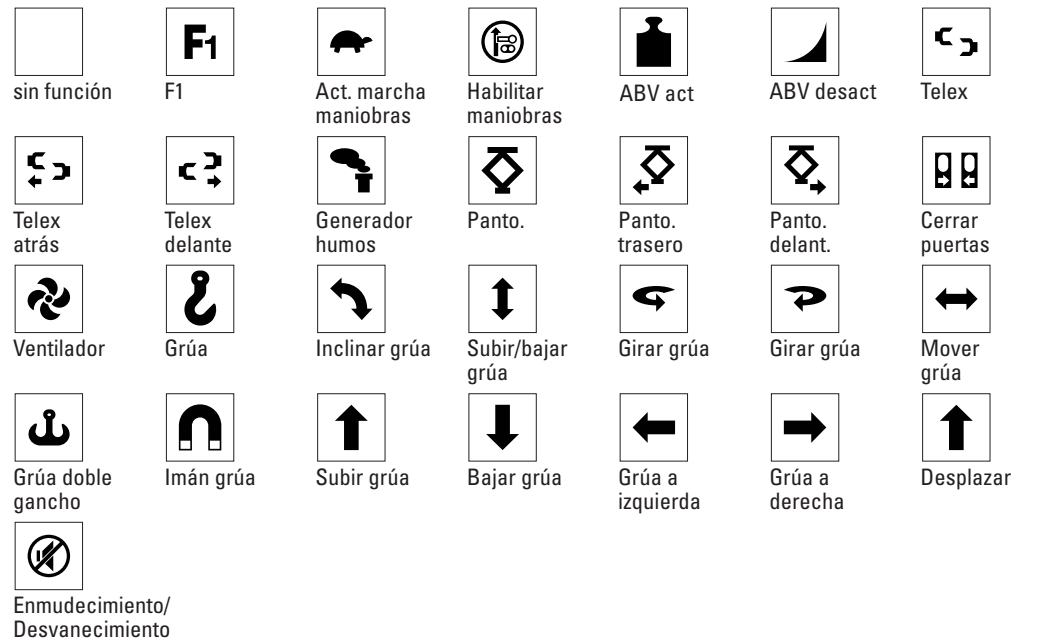 F1
sin función
F1
Act. marcha
maniobras
Habilitar
maniobras
ABV act
ABV desact
Telex
Telex
atrás
Telex
delante
Generador
humos
Panto.
Panto.
trasero
Panto.
delant.
Cerrar
puertas
Ventilador
Grúa
Inclinar grúa
Subir/bajar
grúa
Girar grúa
Girar grúa
Mover
grúa
Grúa doble
gancho
Imán grúa
Subir grúa
Bajar grúa
Grúa a
izquierda
Grúa a
derecha
Desplazar
Enmudecimiento/
Desvanecimiento